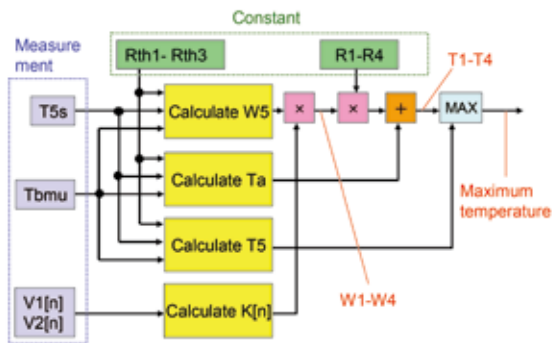 Constant
Measure
ment
Rth1- Rth3
R1-R4
T1-T4
T5s
Calculate W5
×
×
+
MAX
Tbmu
Calculate Ta
Maximum
temperature
Calculate T5
W1-W4
V1[n]
V2[n]
Calculate K[n]